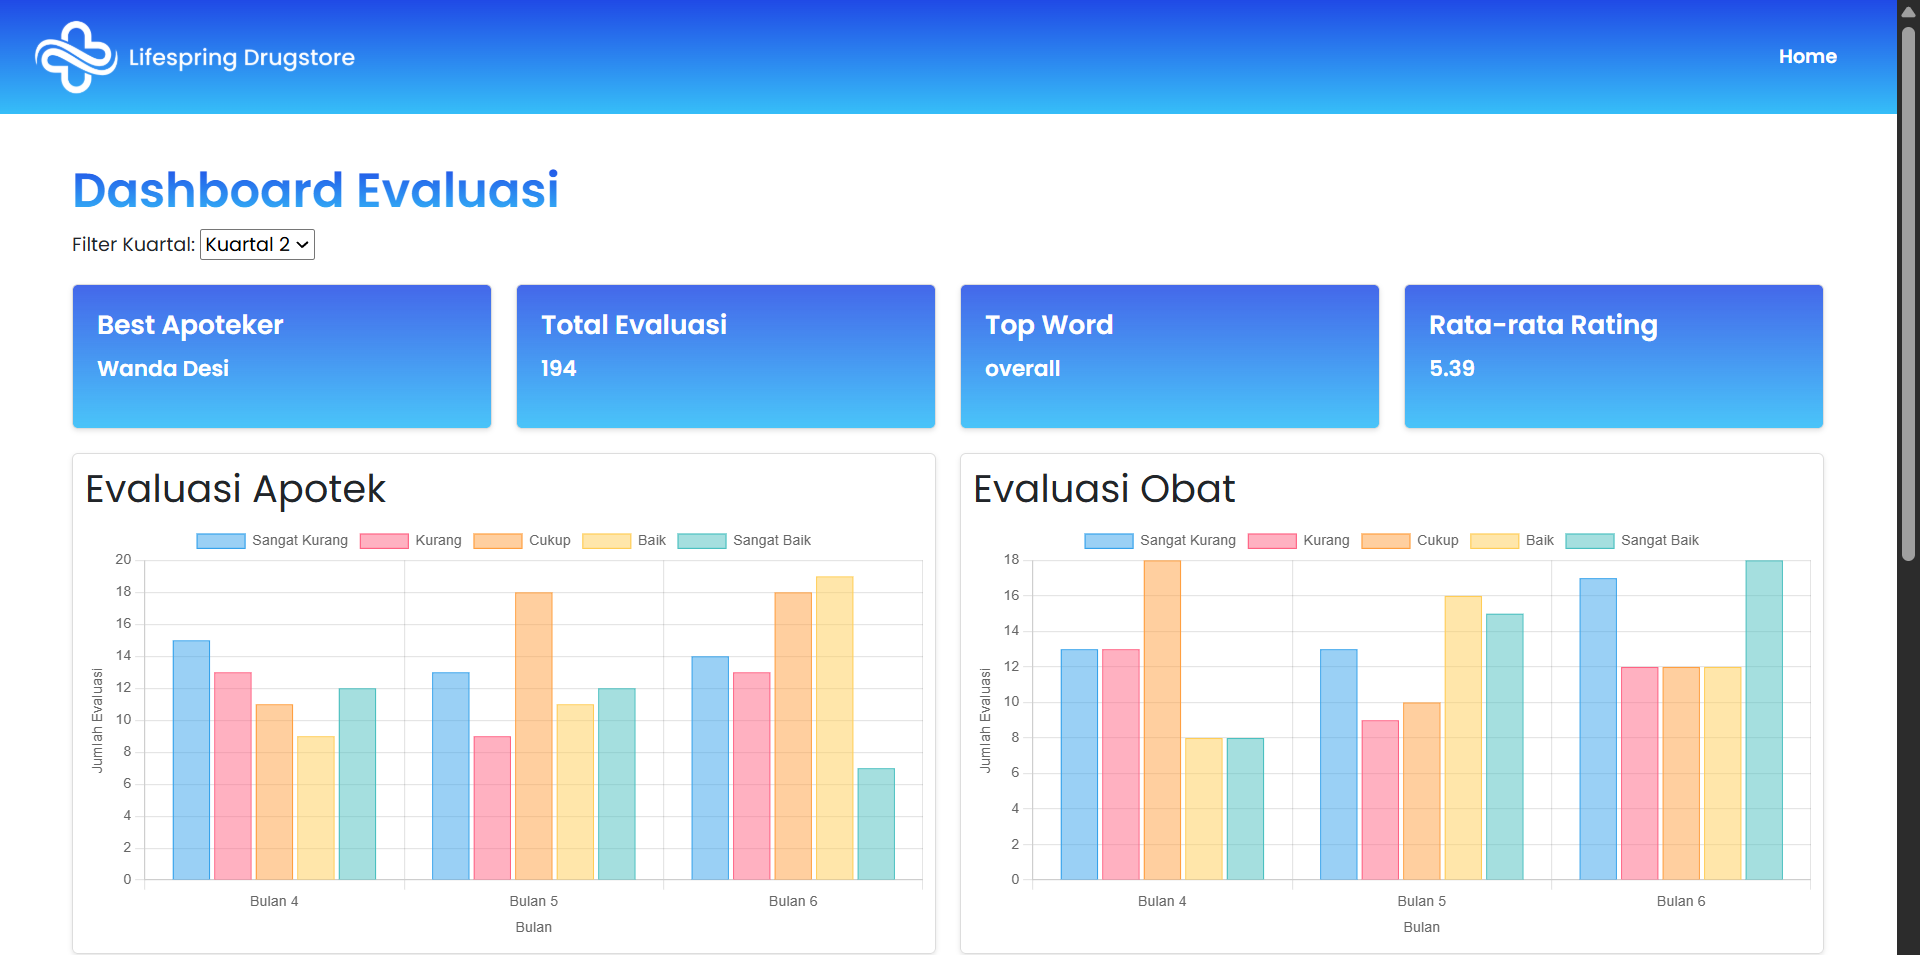 Lifespring Drugstore
Home
Dashboard Evaluasi
Filter Kuartal: Kuartal 2
Best Apoteker
Wanda Desi
Total Evaluasi
194
Top Word
overall
Rata-rata Rating
5.39
Evaluasi Apotek
Sangat Kurang Kurang Cukup Baik Sangat Baik
20
18
16
14
12
10
8
6
4
2
0
Jumlah Evaluasi
Bulan 4 Bulan 5 Bulan 6
Bulan
Evaluasi Obat
Sangat Kurang Kurang Cukup Baik Sangat Baik
18
16
14
12
10
8
6
4
2
0
Jumlah Evaluasi
Bulan 4 Bulan 5 Bulan 6
Bulan